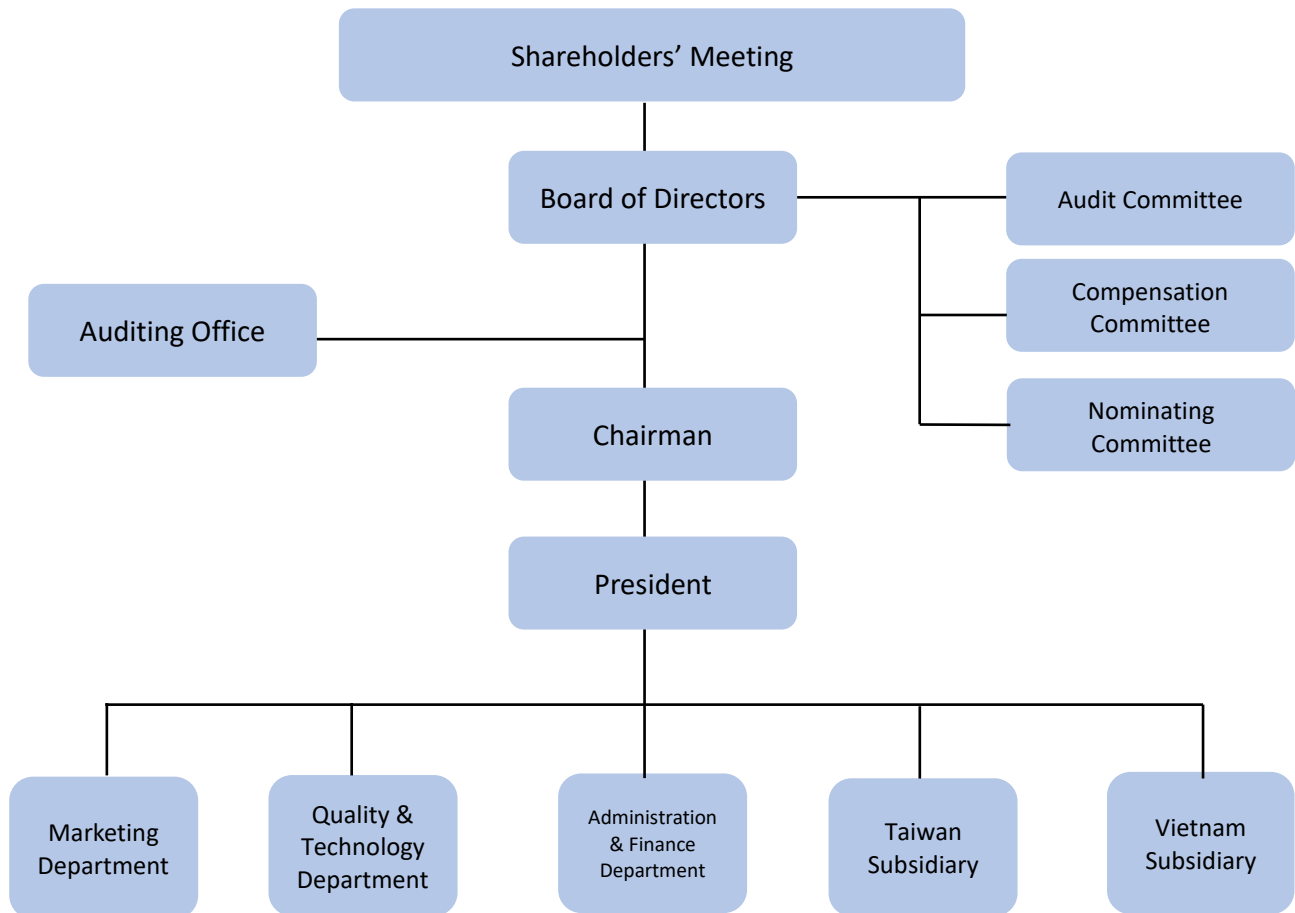 Shareholders’ Meeting
Board of Directors
Audit Committee
Compensation
Committee
Auditing Office
Nominating
Committee
Chairman
President
Marketing
Department
Quality &
Technology
Department
Administration
& Finance
Department
Taiwan
Subsidiary
Vietnam
Subsidiary